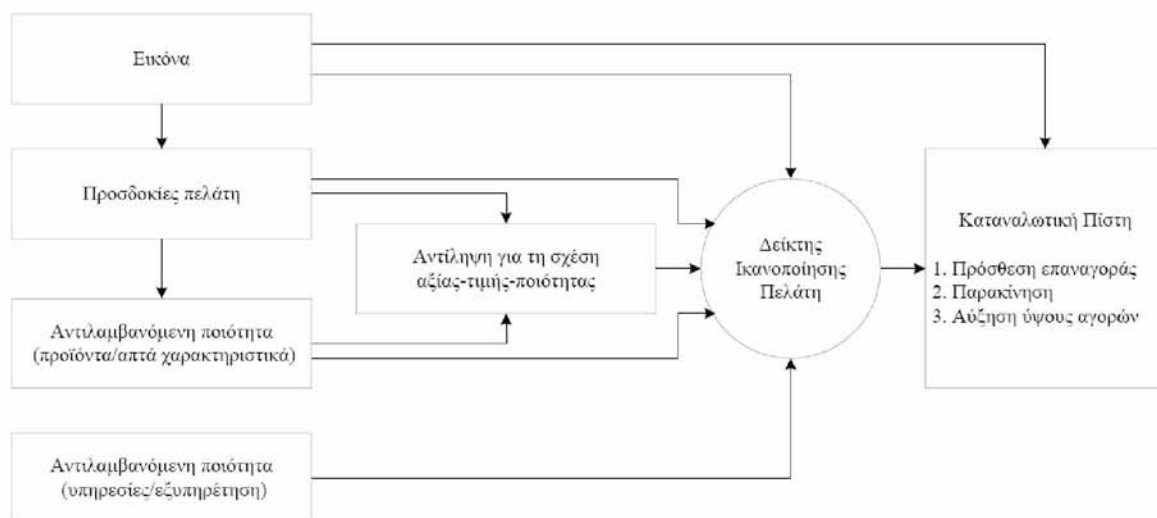 Εικόνα
Προσδοκίες πελάτη
Αντίληψη για τη σχέση
αξίας-τιμής-ποιότητας
Αντιλαμβανόμενη ποιότητα
(προϊόντα/απτά χαρακτηριστικά)
Αντιλαμβανόμενη ποιότητα
(υπηρεσίες/εξυπηρέτηση)
Δείκτης
Ικανοποίησης
Πελάτη
Καταναλωτική Πίστη
1. Πρόσθεση επαναγοράς
2. Παρακίνηση
3. Αύξηση ύψους αγορών